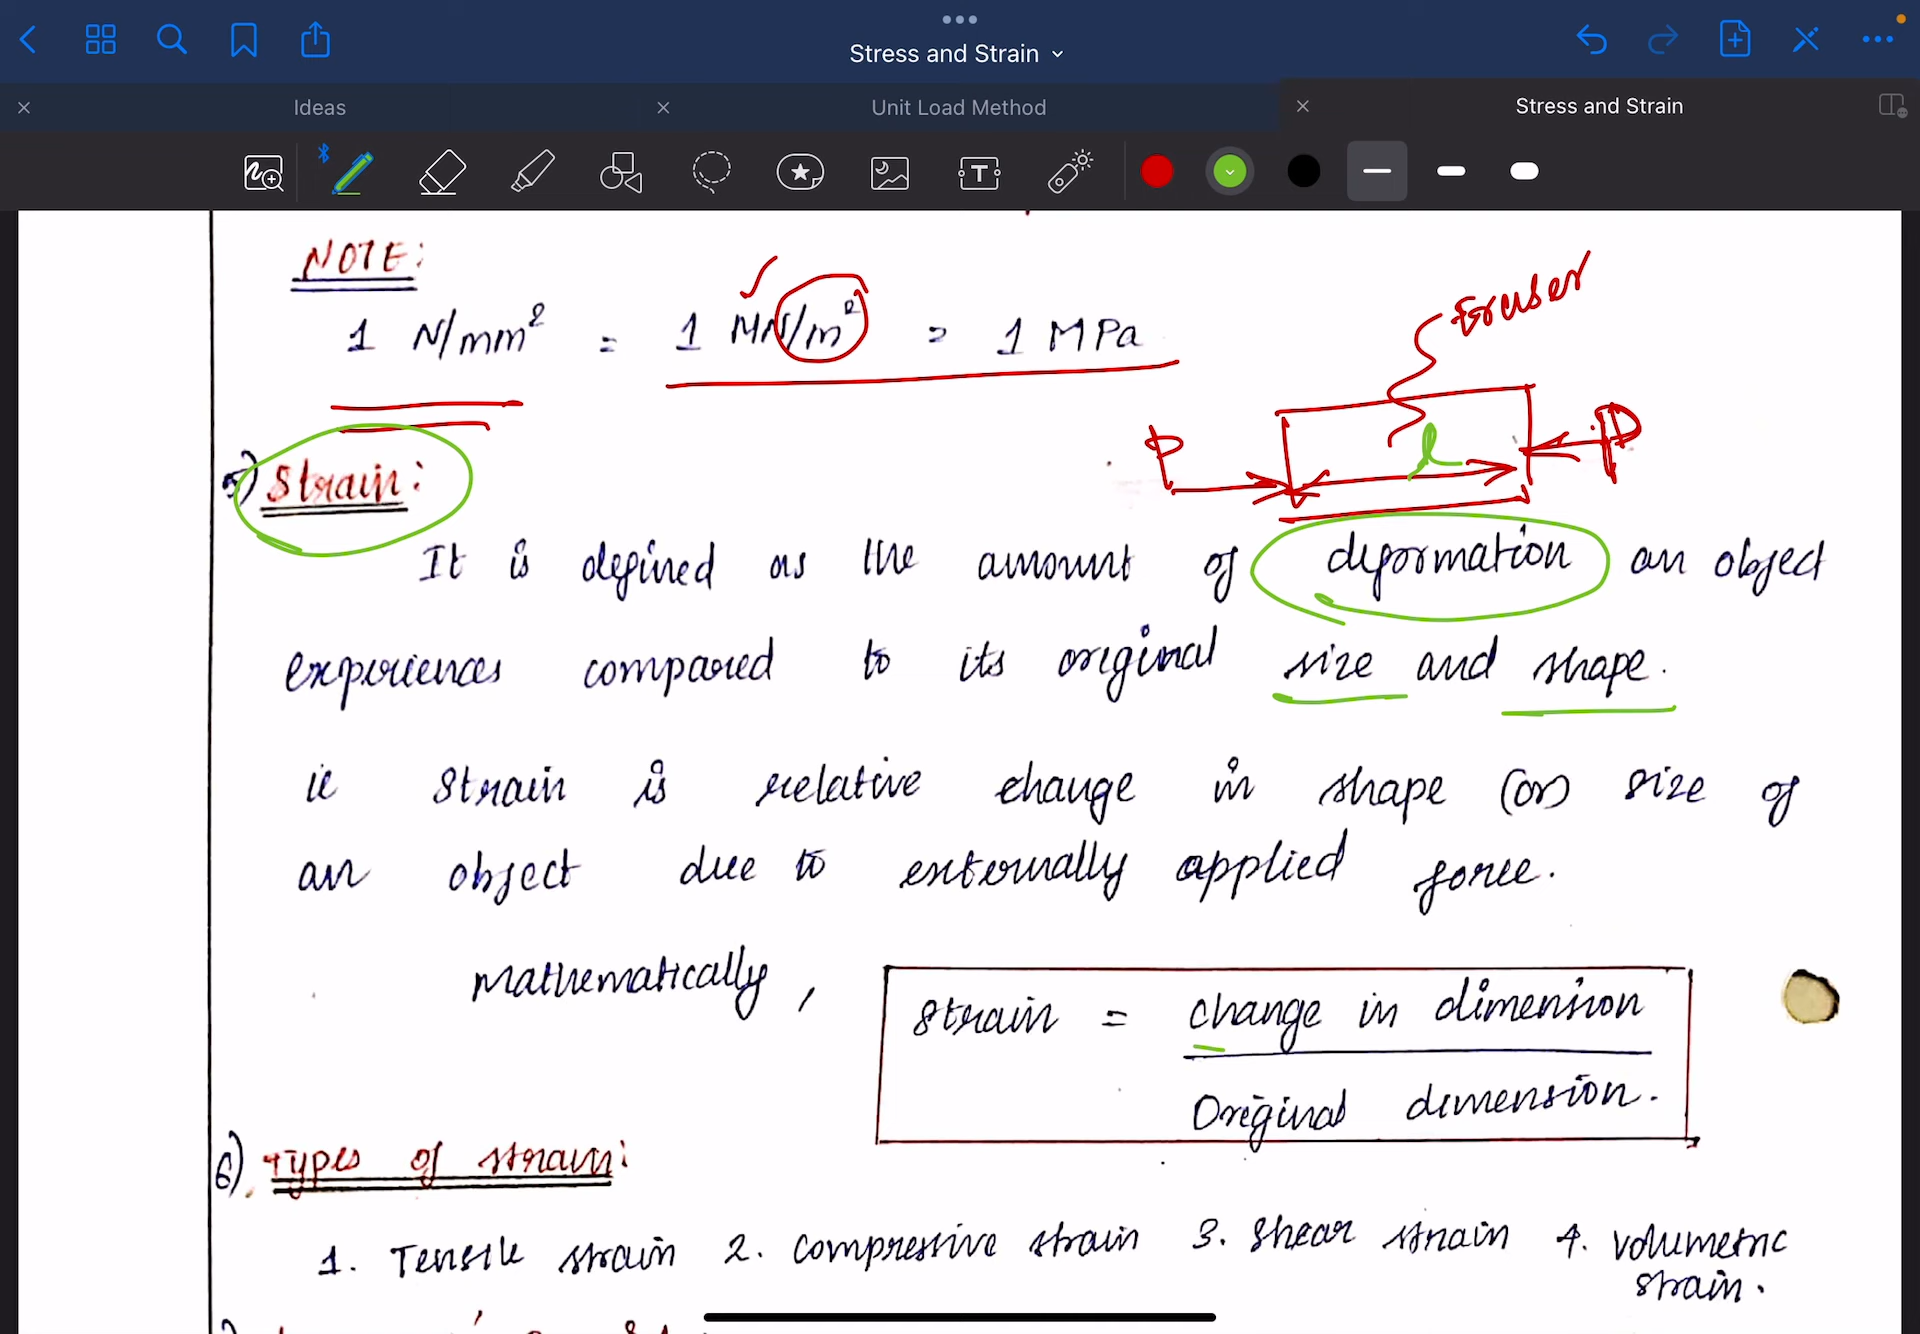 Stress and Strain
Ideas
Unit Load Method
Stress and Strain
NOTE:
1 N/mm² = 1 MN/m² = 1 MPa
Eraser
P l P
5) Strain:
It is defined as the amount of deformation an object
experiences compared to its original size and shape.
ie Strain is relative change in shape (or) size of
an object due to externally applied force.
Mathematically, Strain = change in dimension
Original dimension.
6). Types of strain:
1. Tensile strain 2. Compressive strain 3. Shear strain 4. Volumetric
strain.